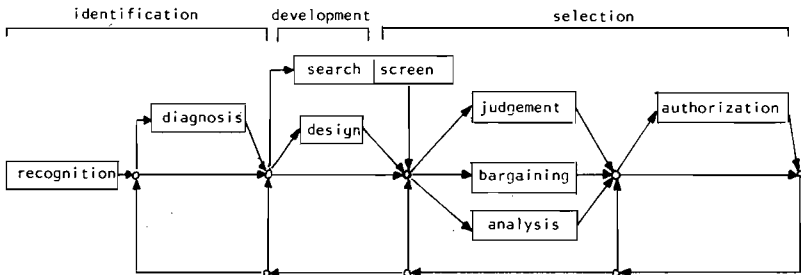 identification
development
selection
search
screen
judgement
authorization
diagnosis
design
recognition
bargaining
analysis